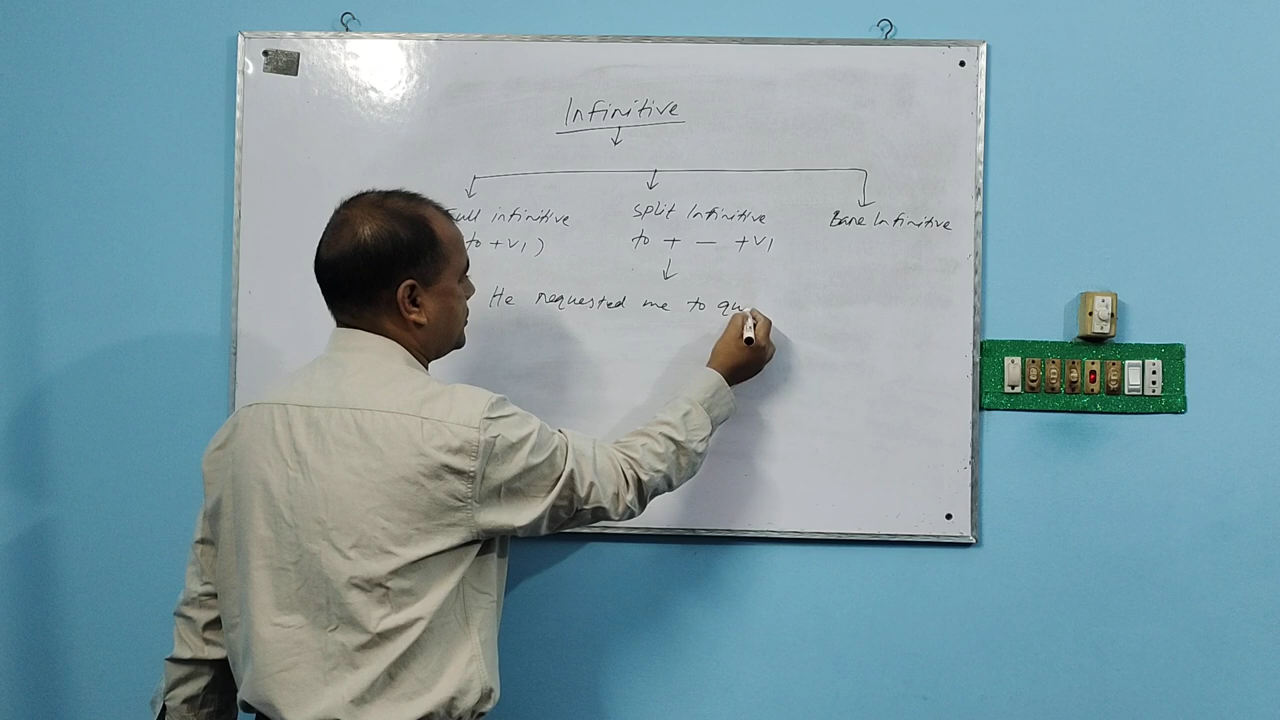 Infinitive
Full infinitive Split Infinitive Bare Infinitive
to + V1) to + — + V1
He requested me to qu